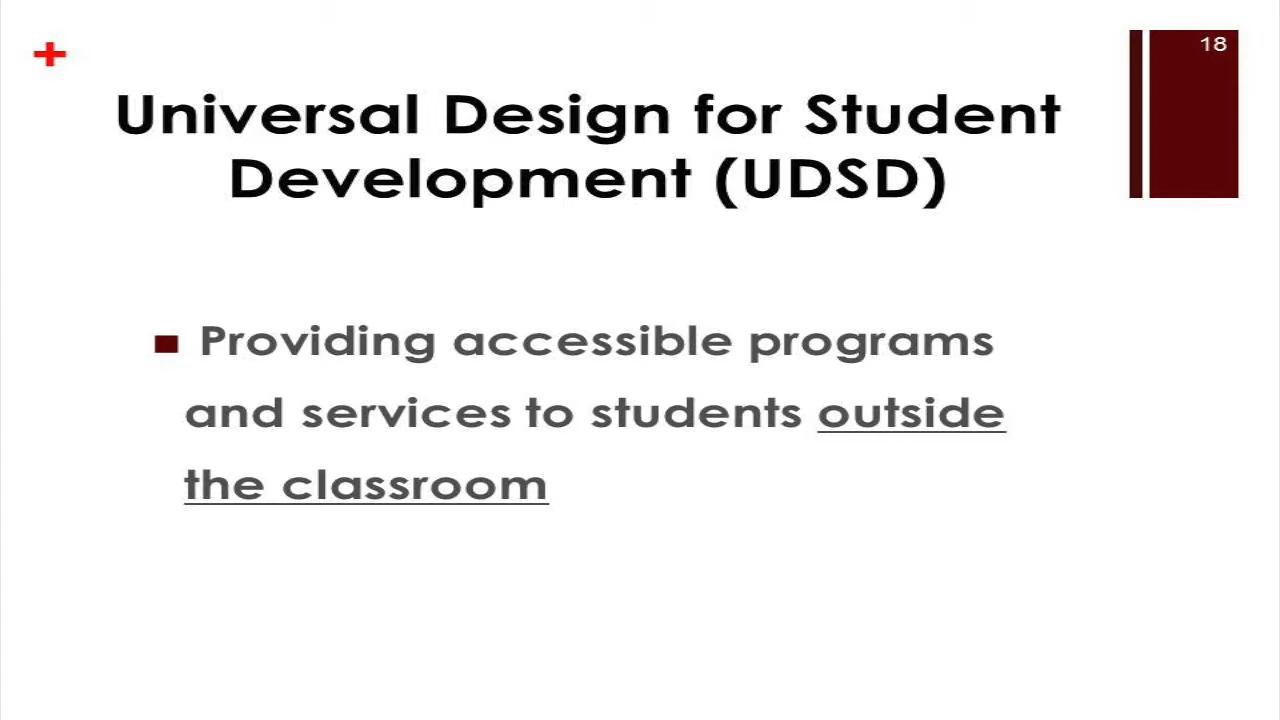 +
18
Universal Design for Student
Development (UDSD)
Providing accessible programs
and services to students outside
the classroom